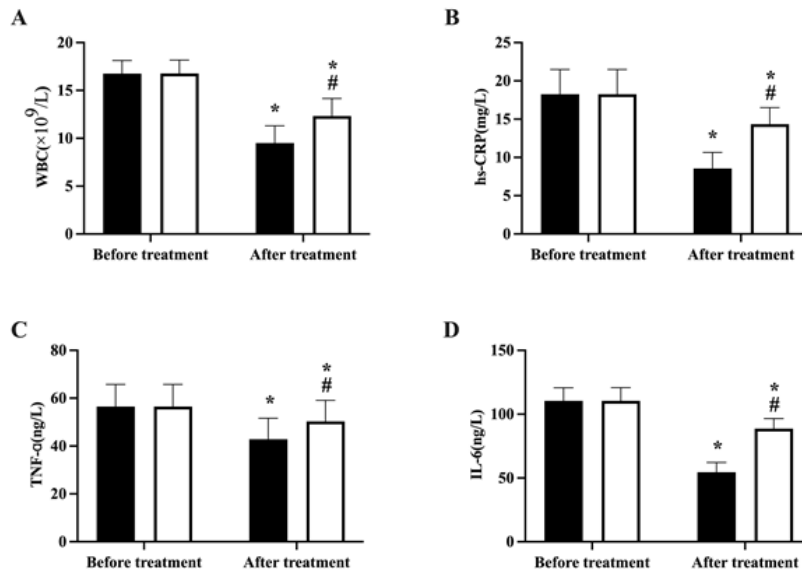 A
WBC(×10⁹/L)
20
15
10
5
0
*
*
#
Before treatment
After treatment
B
hs-CRP(mg/L)
25
20
15
10
5
0
*
*
#
Before treatment
After treatment
C
TNF-α(ng/L)
80
60
40
20
0
*
*
#
Before treatment
After treatment
D
IL-6(ng/L)
150
100
50
0
*
*
#
Before treatment
After treatment